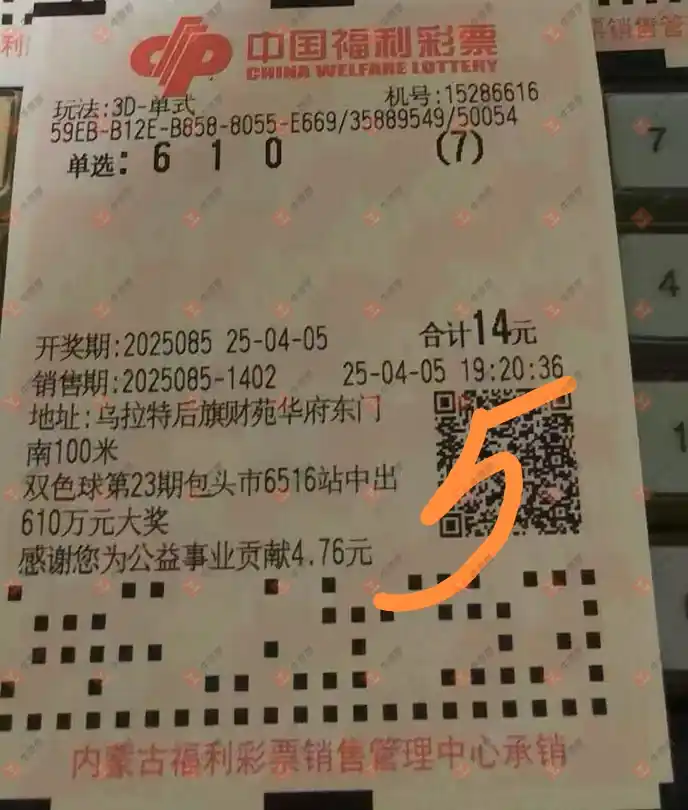 中国福利彩票
CHINA WELFARE LOTTERY
玩法:3D-单式 机号:15286616
59EB-B12E-B858-8055-E669/35889549/50054
单选: 6 1 0 (7)
开奖期:2025085 25-04-05 合计14元
销售期:2025085-1402 25-04-05 19:20:36
地址:乌拉特后旗财苑华府东门
南100米
双色球第23期包头市6516站中出
610万元大奖
感谢您为公益事业贡献4.76元
5
内蒙古福利彩票销售管理中心承销
票销售管
7
4
1